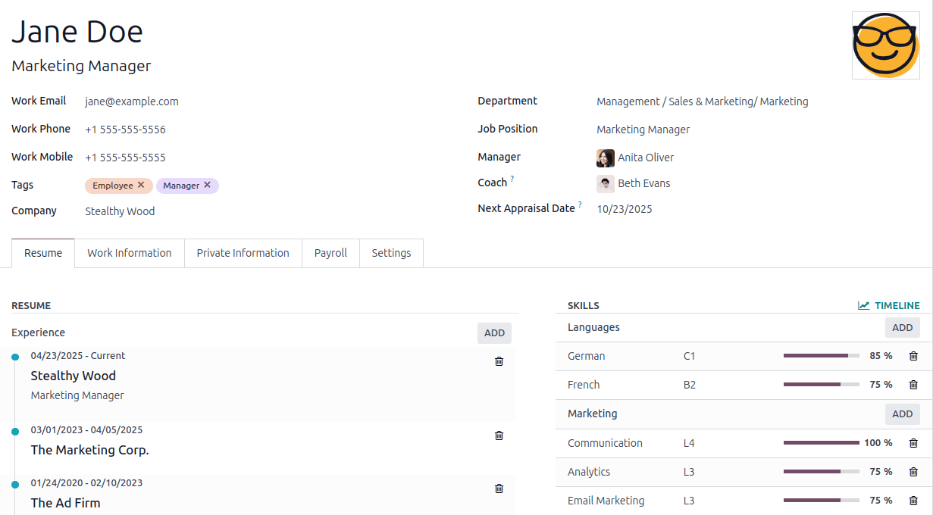 Jane Doe
Marketing Manager
Work Email jane@example.com
Work Phone +1 555-555-5556
Work Mobile +1 555-555-5555
Tags Employee ✕ Manager ✕
Company Stealthy Wood
Department Management / Sales & Marketing/ Marketing
Job Position Marketing Manager
Manager Anita Oliver
Coach ? Beth Evans
Next Appraisal Date ? 10/23/2025
Resume Work Information Private Information Payroll Settings
RESUME
Experience ADD
04/23/2025 - Current
Stealthy Wood
Marketing Manager
03/01/2023 - 04/05/2025
The Marketing Corp.
01/24/2020 - 02/10/2023
The Ad Firm
SKILLS TIMELINE
Languages ADD
German C1 85 %
French B2 75 %
Marketing ADD
Communication L4 100 %
Analytics L3 75 %
Email Marketing L3 75 %